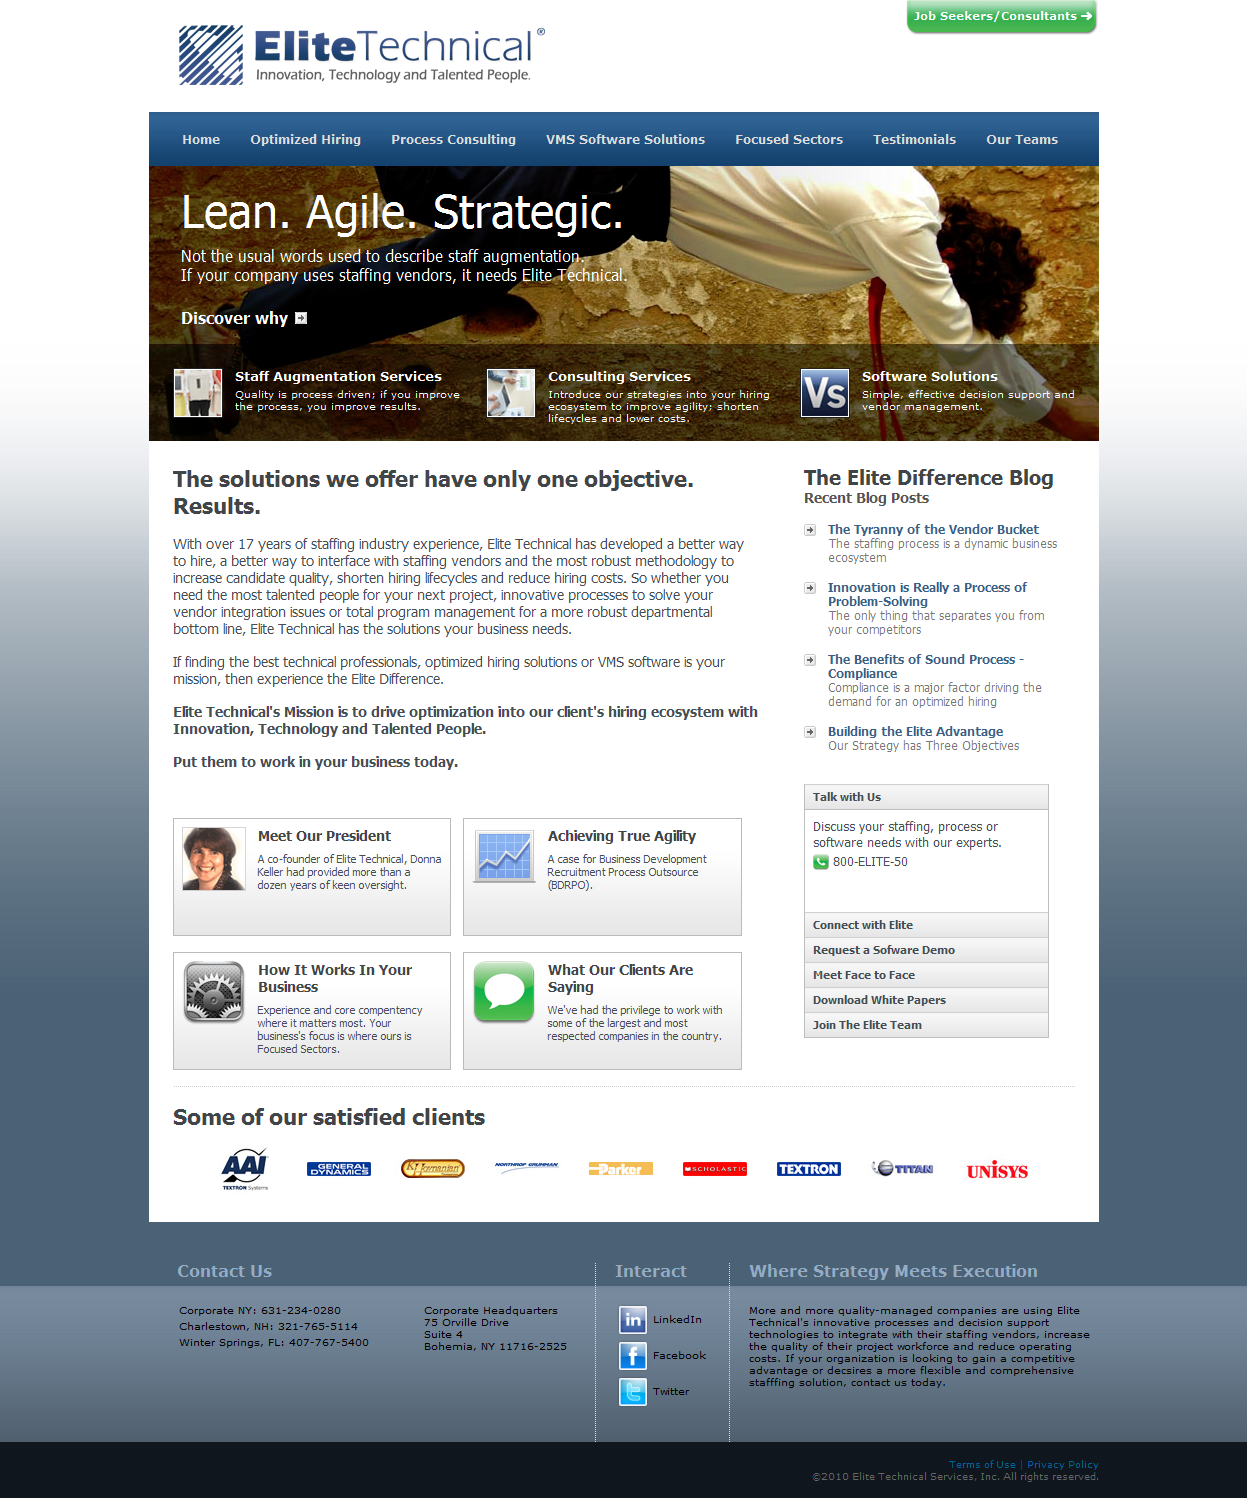 Job Seekers/Consultants
EliteTechnical®
Innovation, Technology and Talented People.
Home Optimized Hiring Process Consulting VMS Software Solutions Focused Sectors Testimonials Our Teams
Lean. Agile. Strategic.
Not the usual words used to describe staff augmentation.
If your company uses staffing vendors, it needs Elite Technical.
Discover why
Staff Augmentation Services
Quality is process driven; if you improve
the process, you improve results.
Consulting Services
Introduce our strategies into your hiring
ecosystem to improve agility; shorten
lifecycles and lower costs.
Vs
Software Solutions
Simple, effective decision support and
vendor management.
The solutions we offer have only one objective.
Results.
With over 17 years of staffing industry experience, Elite Technical has developed a better way
to hire, a better way to interface with staffing vendors and the most robust methodology to
increase candidate quality, shorten hiring lifecycles and reduce hiring costs. So whether you
need the most talented people for your next project, innovative processes to solve your
vendor integration issues or total program management for a more robust departmental
bottom line, Elite Technical has the solutions your business needs.
If finding the best technical professionals, optimized hiring solutions or VMS software is your
mission, then experience the Elite Difference.
Elite Technical's Mission is to drive optimization into our client's hiring ecosystem with
Innovation, Technology and Talented People.
Put them to work in your business today.
Meet Our President
A co-founder of Elite Technical, Donna
Keller had provided more than a
dozen years of keen oversight.
Achieving True Agility
A case for Business Development
Recruitment Process Outsource
(BDRPO).
How It Works In Your
Business
Experience and core compentency
where it matters most. Your
business's focus is where ours is
Focused Sectors.
What Our Clients Are
Saying
We've had the privilege to work with
some of the largest and most
respected companies in the country.
The Elite Difference Blog
Recent Blog Posts
The Tyranny of the Vendor Bucket
The staffing process is a dynamic business
ecosystem
Innovation is Really a Process of
Problem-Solving
The only thing that separates you from
your competitors
The Benefits of Sound Process -
Compliance
Compliance is a major factor driving the
demand for an optimized hiring
Building the Elite Advantage
Our Strategy has Three Objectives
Talk with Us
Discuss your staffing, process or
software needs with our experts.
800-ELITE-50
Connect with Elite
Request a Sofware Demo
Meet Face to Face
Download White Papers
Join The Elite Team
Some of our satisfied clients
AAI
TEXTRON Systems
GENERAL DYNAMICS
K. Hovnanian
NORTHROP GRUMMAN
Parker
SCHOLASTIC
TEXTRON
TITAN
UNISYS
Contact Us
Corporate NY: 631-234-0280
Charlestown, NH: 321-765-5114
Winter Springs, FL: 407-767-5400
Corporate Headquarters
75 Orville Drive
Suite 4
Bohemia, NY 11716-2525
Interact
in LinkedIn
f Facebook
t Twitter
Where Strategy Meets Execution
More and more quality-managed companies are using Elite
Technical's innovative processes and decision support
technologies to integrate with their staffing vendors, increase
the quality of their project workforce and reduce operating
costs. If your organization is looking to gain a competitive
advantage or decsires a more flexible and comprehensive
stafffing solution, contact us today.
Terms of Use | Privacy Policy
©2010 Elite Technical Services, Inc. All rights reserved.